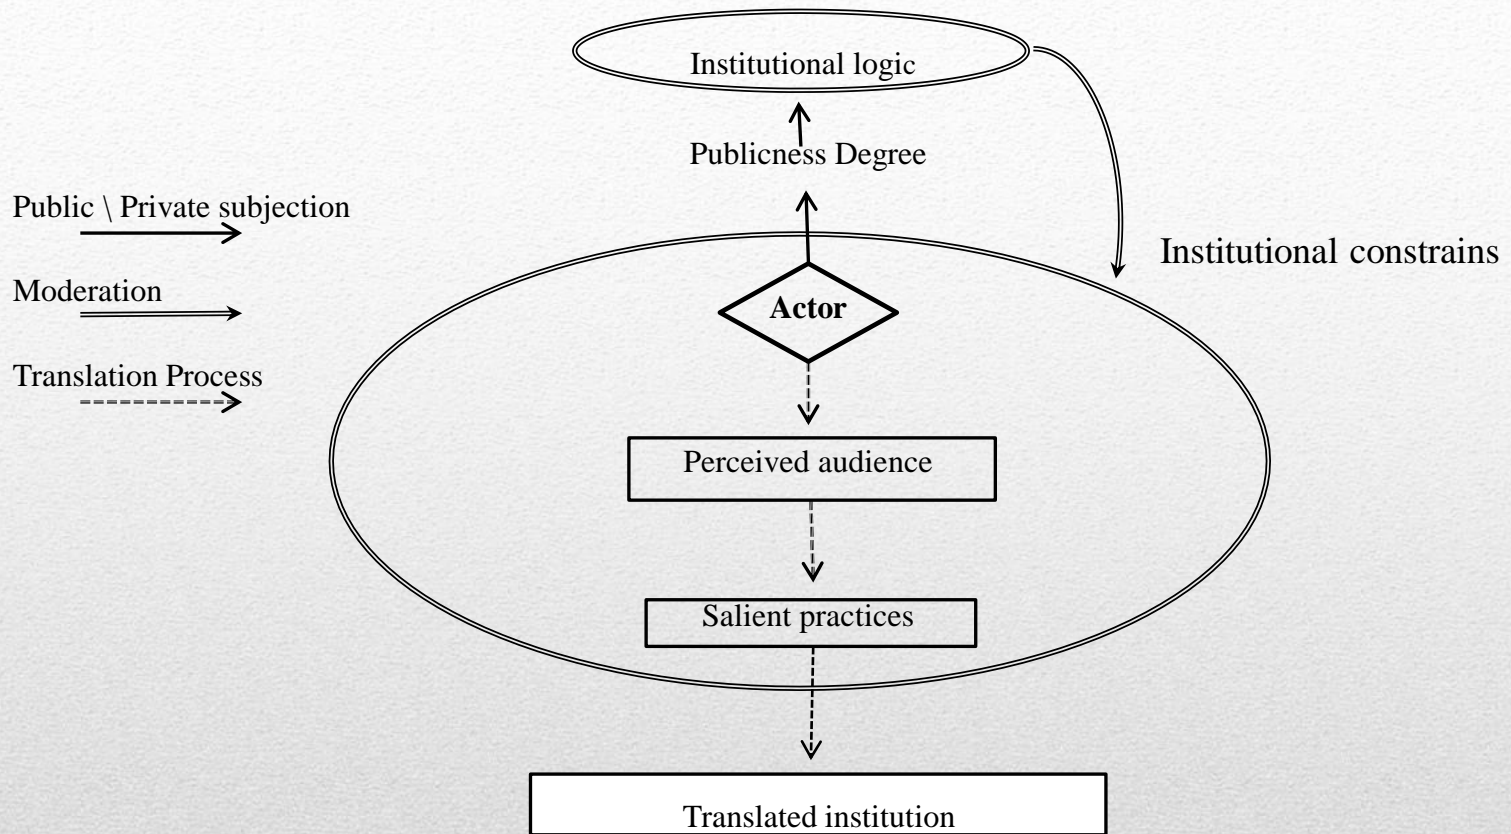 Institutional logic
Publicness Degree
Public \ Private subjection
Institutional constrains
Moderation
Actor
Translation Process
Perceived audience
Salient practices
Translated institution